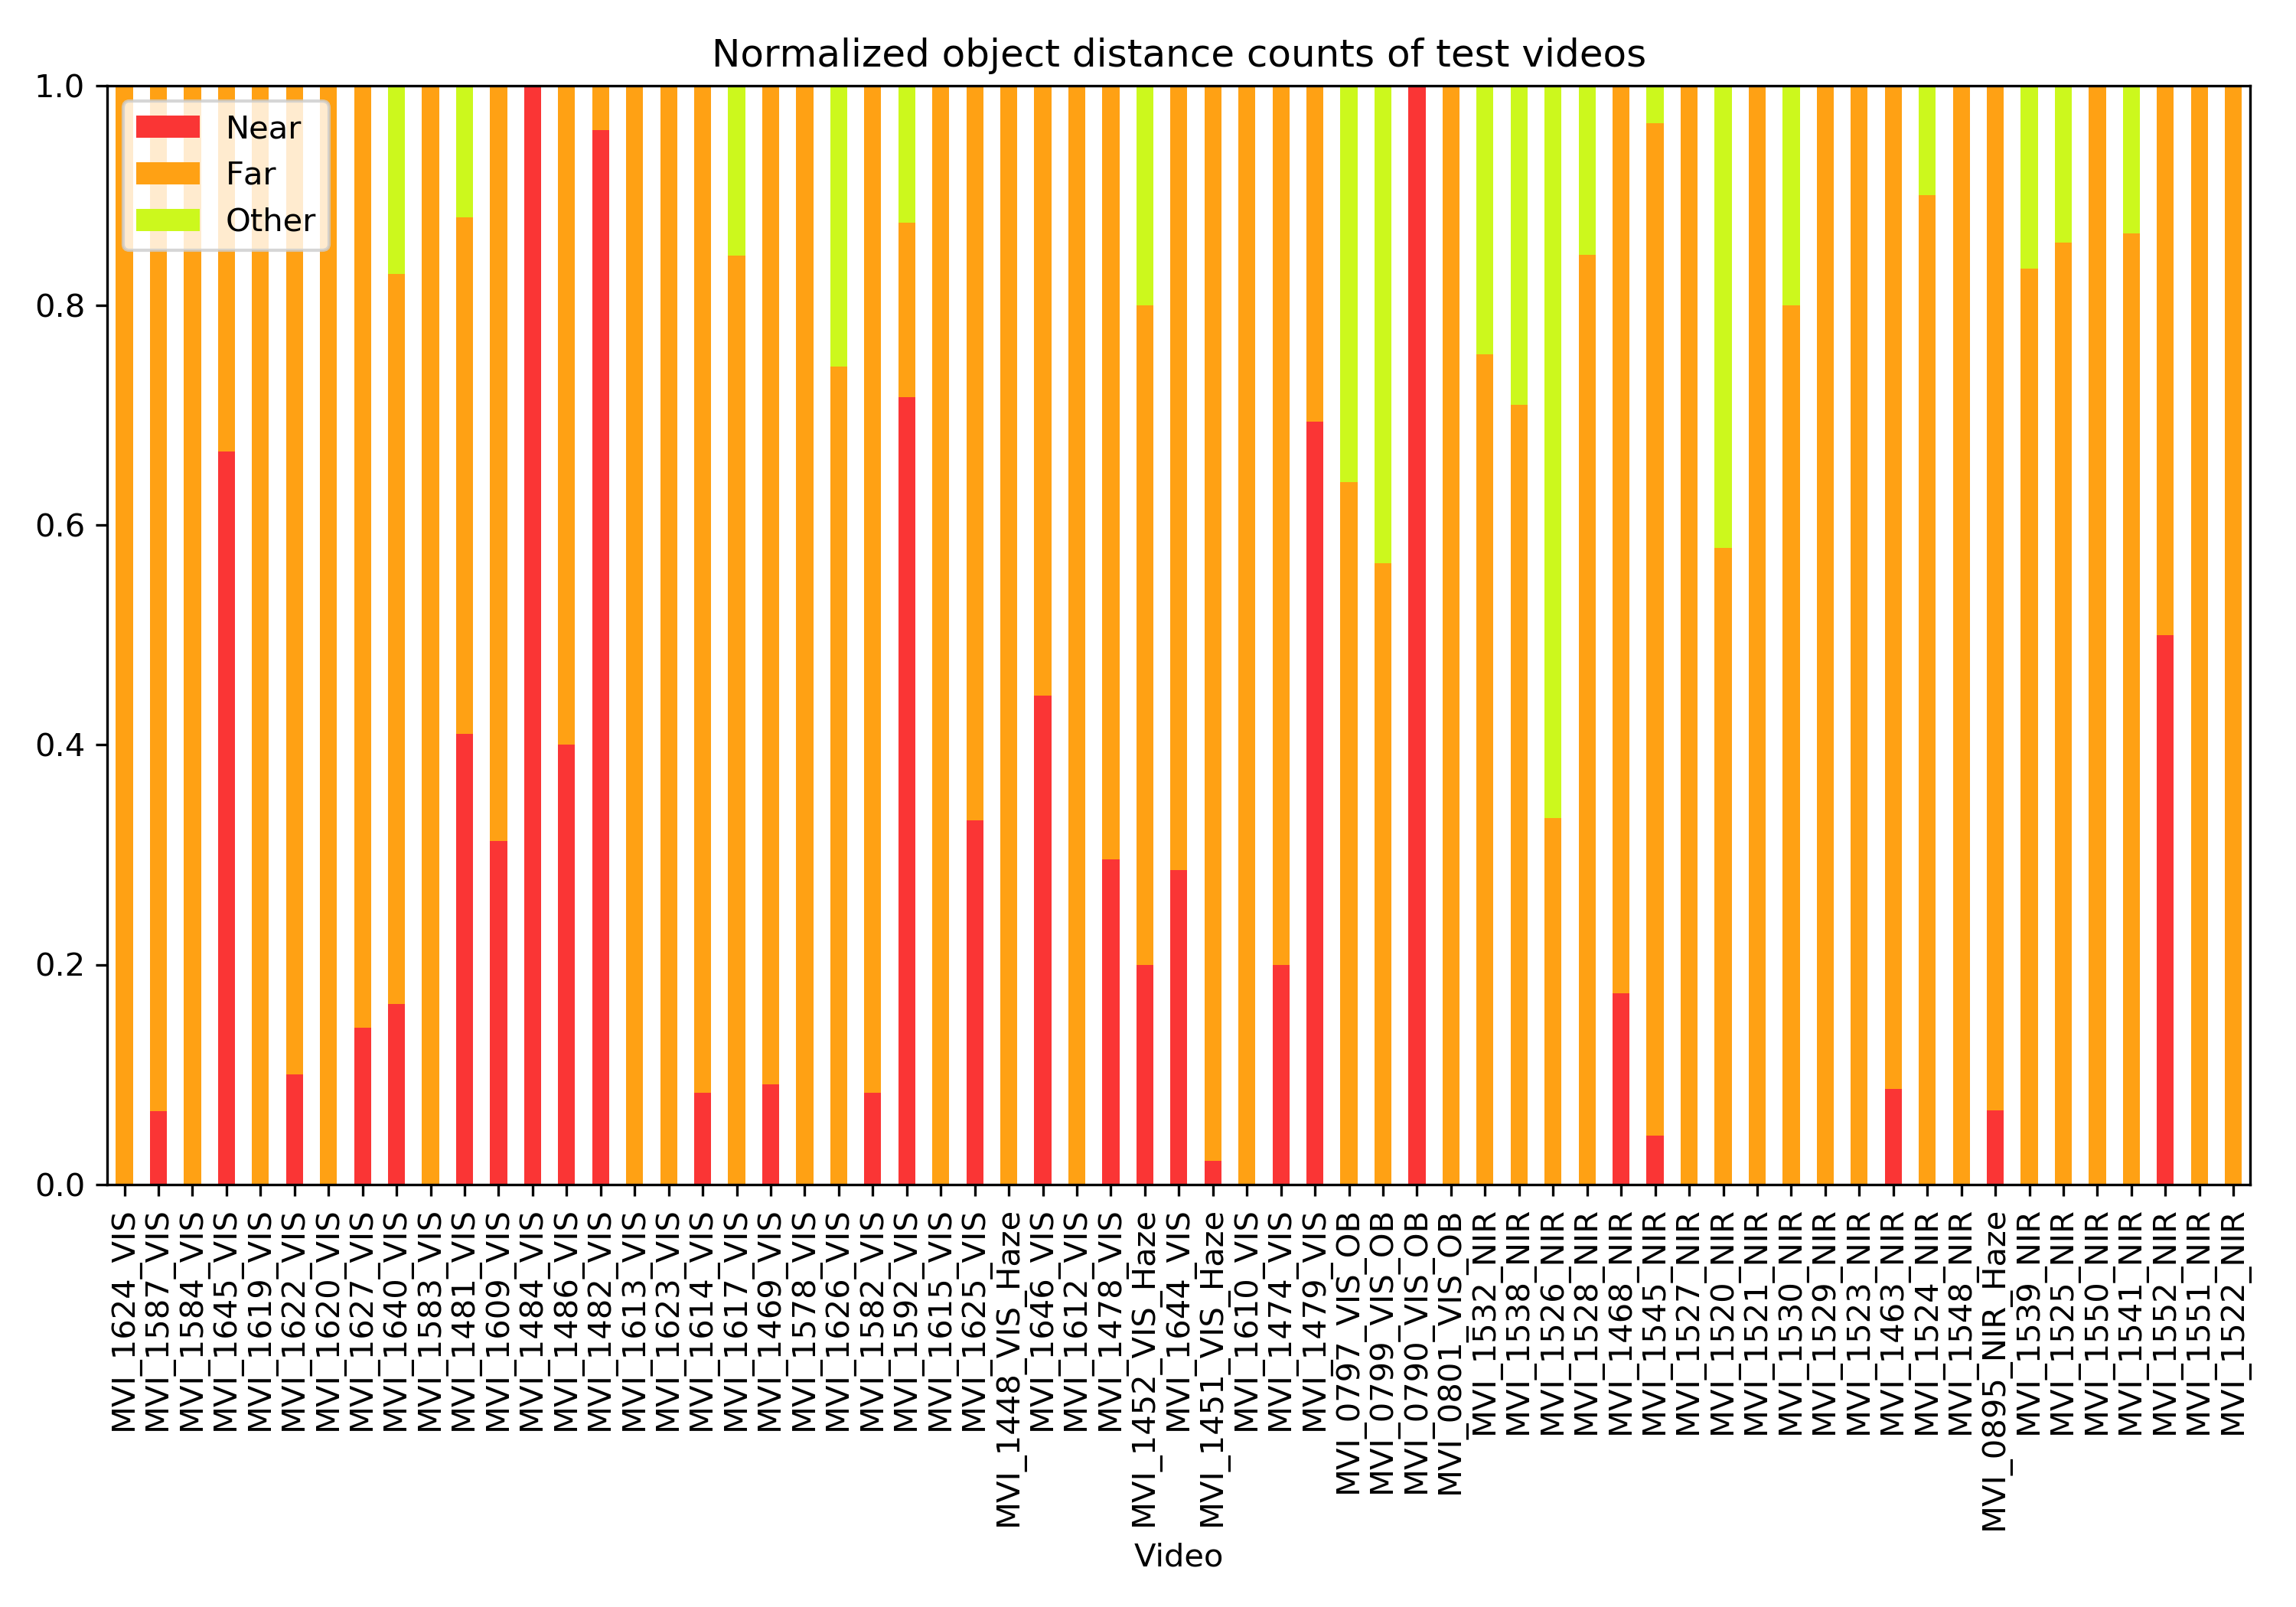 Normalized object distance counts of test videos
1.0
0.8
0.6
0.4
0.2
0.0
Near
Far
Other
MVI_1624_VIS
MVI_1587_VIS
MVI_1584_VIS
MVI_1645_VIS
MVI_1619_VIS
MVI_1622_VIS
MVI_1620_VIS
MVI_1627_VIS
MVI_1640_VIS
MVI_1583_VIS
MVI_1481_VIS
MVI_1609_VIS
MVI_1484_VIS
MVI_1486_VIS
MVI_1482_VIS
MVI_1613_VIS
MVI_1623_VIS
MVI_1614_VIS
MVI_1617_VIS
MVI_1469_VIS
MVI_1578_VIS
MVI_1626_VIS
MVI_1582_VIS
MVI_1592_VIS
MVI_1615_VIS
MVI_1625_VIS
MVI_1448_VIS_Haze
MVI_1646_VIS
MVI_1612_VIS
MVI_1478_VIS
MVI_1452_VIS_Haze
MVI_1644_VIS
MVI_1451_VIS_Haze
MVI_1610_VIS
MVI_1474_VIS
MVI_1479_VIS
MVI_0797_VIS_OB
MVI_0799_VIS_OB
MVI_0790_VIS_OB
MVI_0801_VIS_OB
MVI_1532_NIR
MVI_1538_NIR
MVI_1526_NIR
MVI_1528_NIR
MVI_1468_NIR
MVI_1545_NIR
MVI_1527_NIR
MVI_1520_NIR
MVI_1521_NIR
MVI_1530_NIR
MVI_1529_NIR
MVI_1523_NIR
MVI_1463_NIR
MVI_1524_NIR
MVI_1548_NIR
MVI_0895_NIR_Haze
MVI_1539_NIR
MVI_1525_NIR
MVI_1550_NIR
MVI_1541_NIR
MVI_1552_NIR
MVI_1551_NIR
MVI_1522_NIR
Video